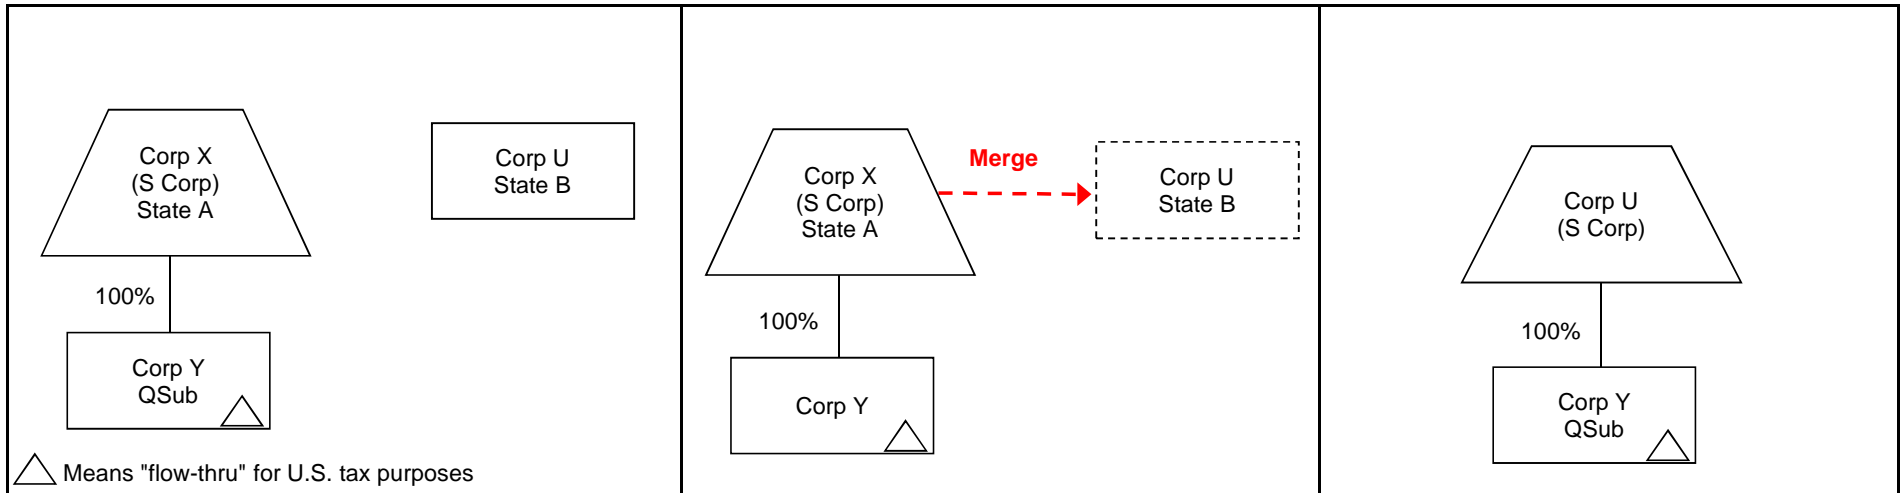 Corp X
(S Corp)
State A
Corp U
State B
100%
Corp Y
QSub
Means "flow-thru" for U.S. tax purposes
Corp X
(S Corp)
State A
Merge
Corp U
State B
100%
Corp Y
Corp U
(S Corp)
100%
Corp Y
QSub